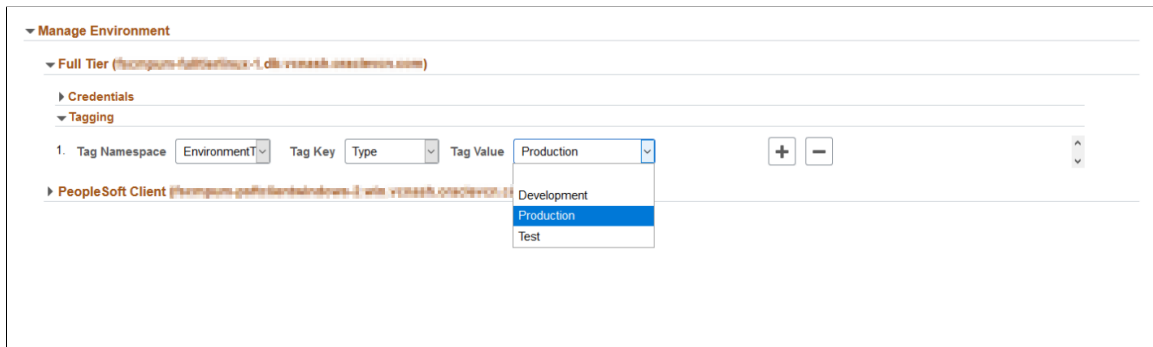 Manage Environment
Full Tier (
Credentials
Tagging
1. Tag Namespace EnvironmentT Tag Key Type Tag Value Production
PeopleSoft Client (
Development
Production
Test